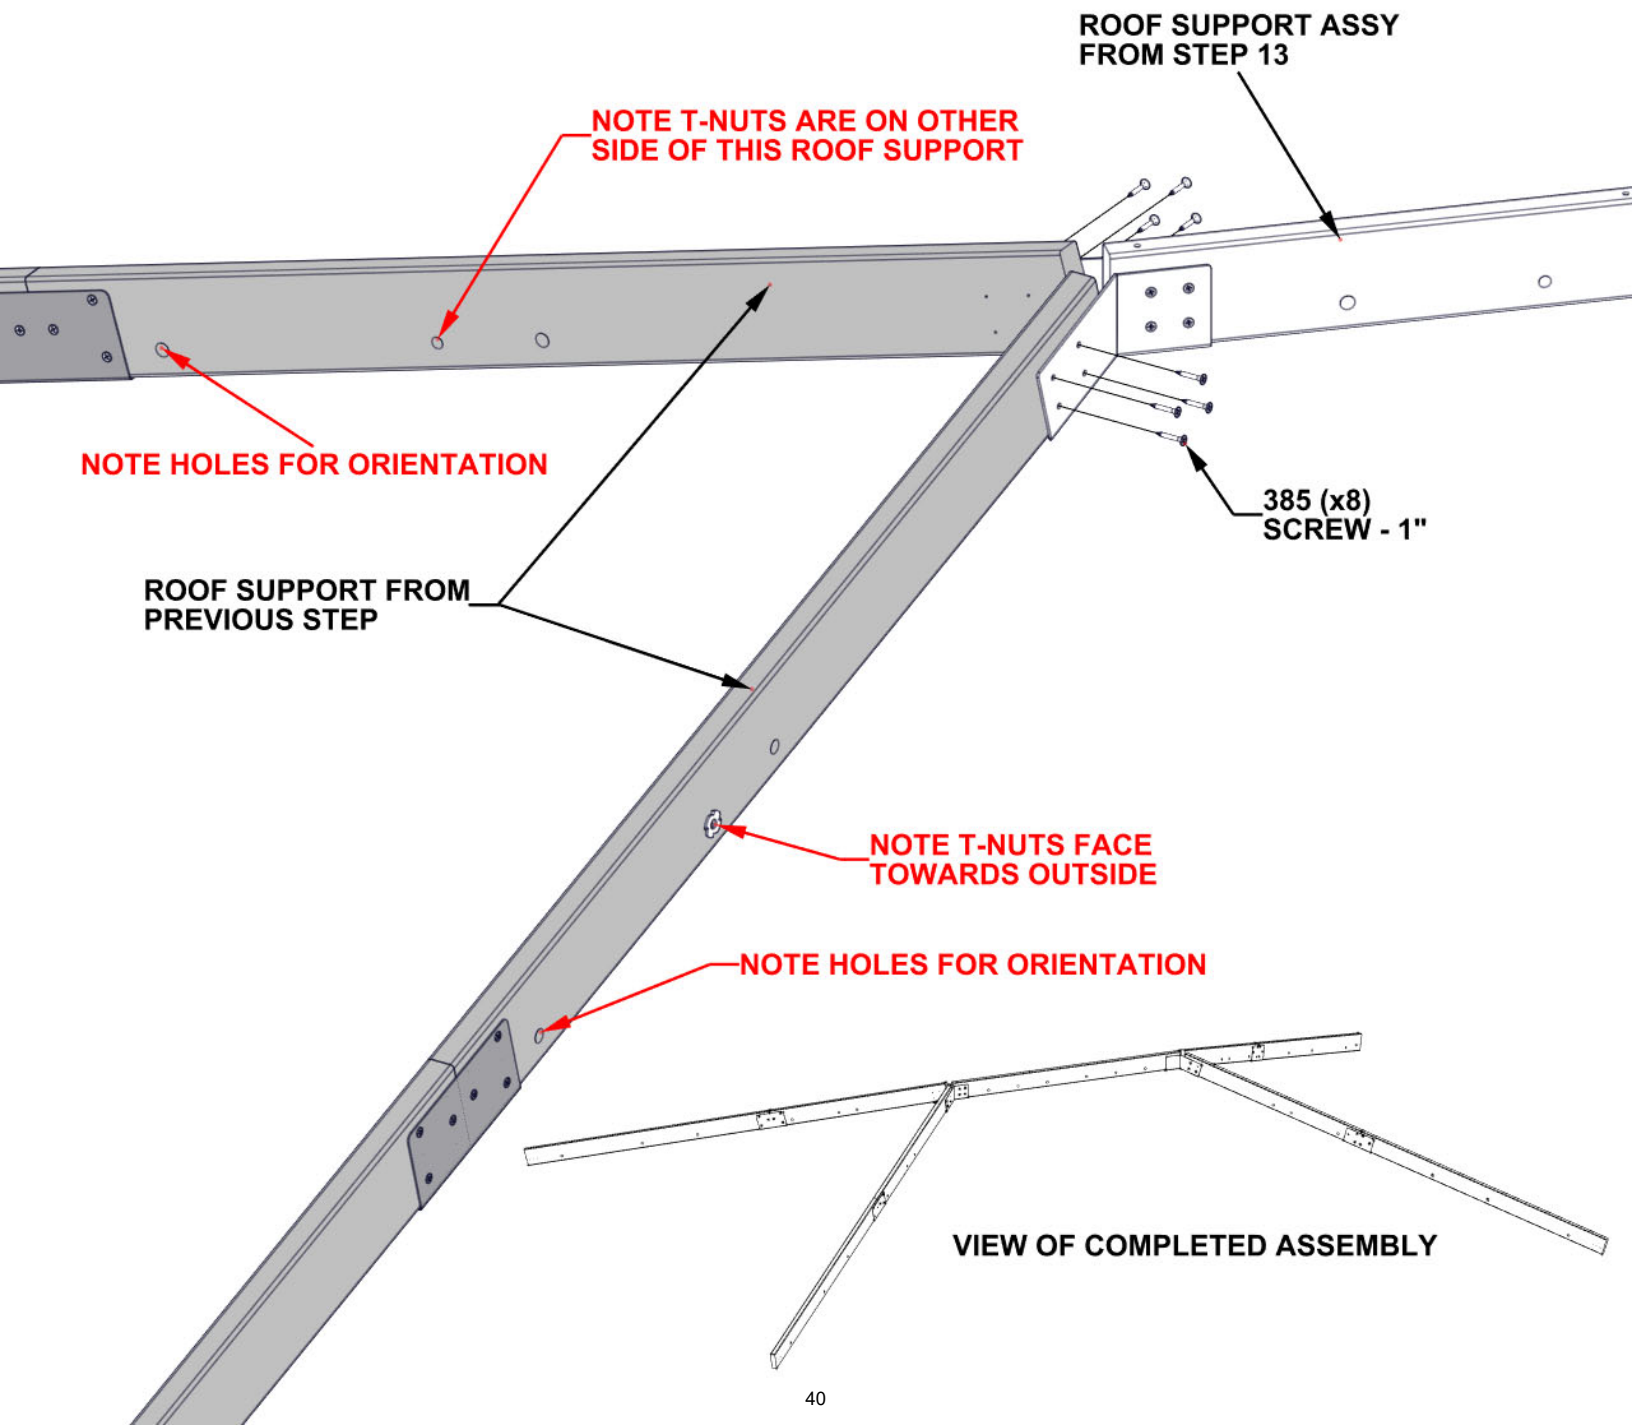 ROOF SUPPORT ASSY
FROM STEP 13
NOTE T-NUTS ARE ON OTHER
SIDE OF THIS ROOF SUPPORT
NOTE HOLES FOR ORIENTATION
385 (x8)
SCREW - 1"
ROOF SUPPORT FROM
PREVIOUS STEP
NOTE T-NUTS FACE
TOWARDS OUTSIDE
NOTE HOLES FOR ORIENTATION
VIEW OF COMPLETED ASSEMBLY
40